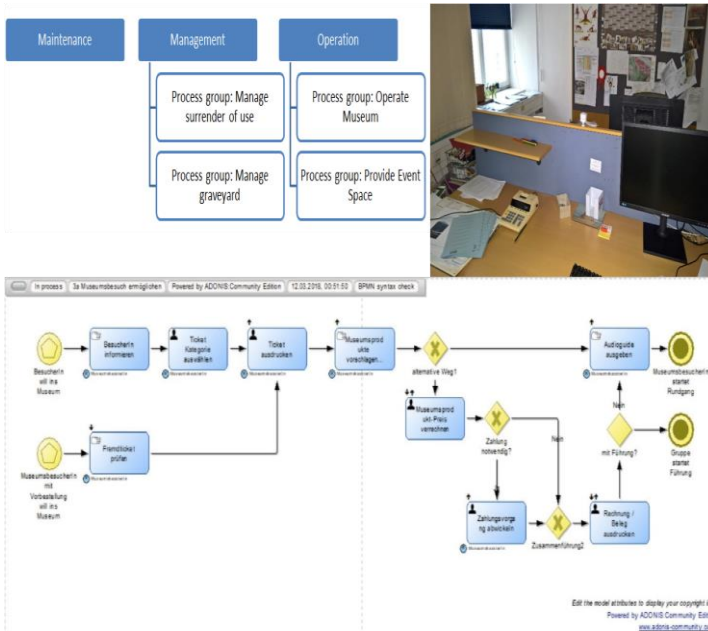 Maintenance
Management
Operation
Process group: Manage
surrender of use
Process group: Operate
Museum
Process group: Manage
graveyard
Process group: Provide Event
Space
In process
3a Museumsbesuch ermöglichen
Powered by ADONIS Community Edition
12.03.2018, 00:51:50
BPMN syntax check
BesucherIn
will ins
Museum
BesucherIn
informieren
Ticket
Kategorie
auswählen
Ticket
ausdrucken
Museumsprod
ukte
vorschlagen...
alternative Weg1
Audioguide
ausgeben
MuseumsbesucherIn
startet
Rundgang
Museumsprod
ukt-Preis
verrechnen
Zahlung
notwendig?
Nein
Nein
mit Führung?
Gruppe
startet
Führung
MuseumsbesucherIn
mit
Vorbestellung
will ins
Museum
Fremdticket
prüfen
Zahlungsvorga
ng abwickeln
Zusammenführung2
Rechnung /
Beleg
ausdrucken
Edit the model attributes to display your copyright
Powered by ADONIS Community
www.adonis-community